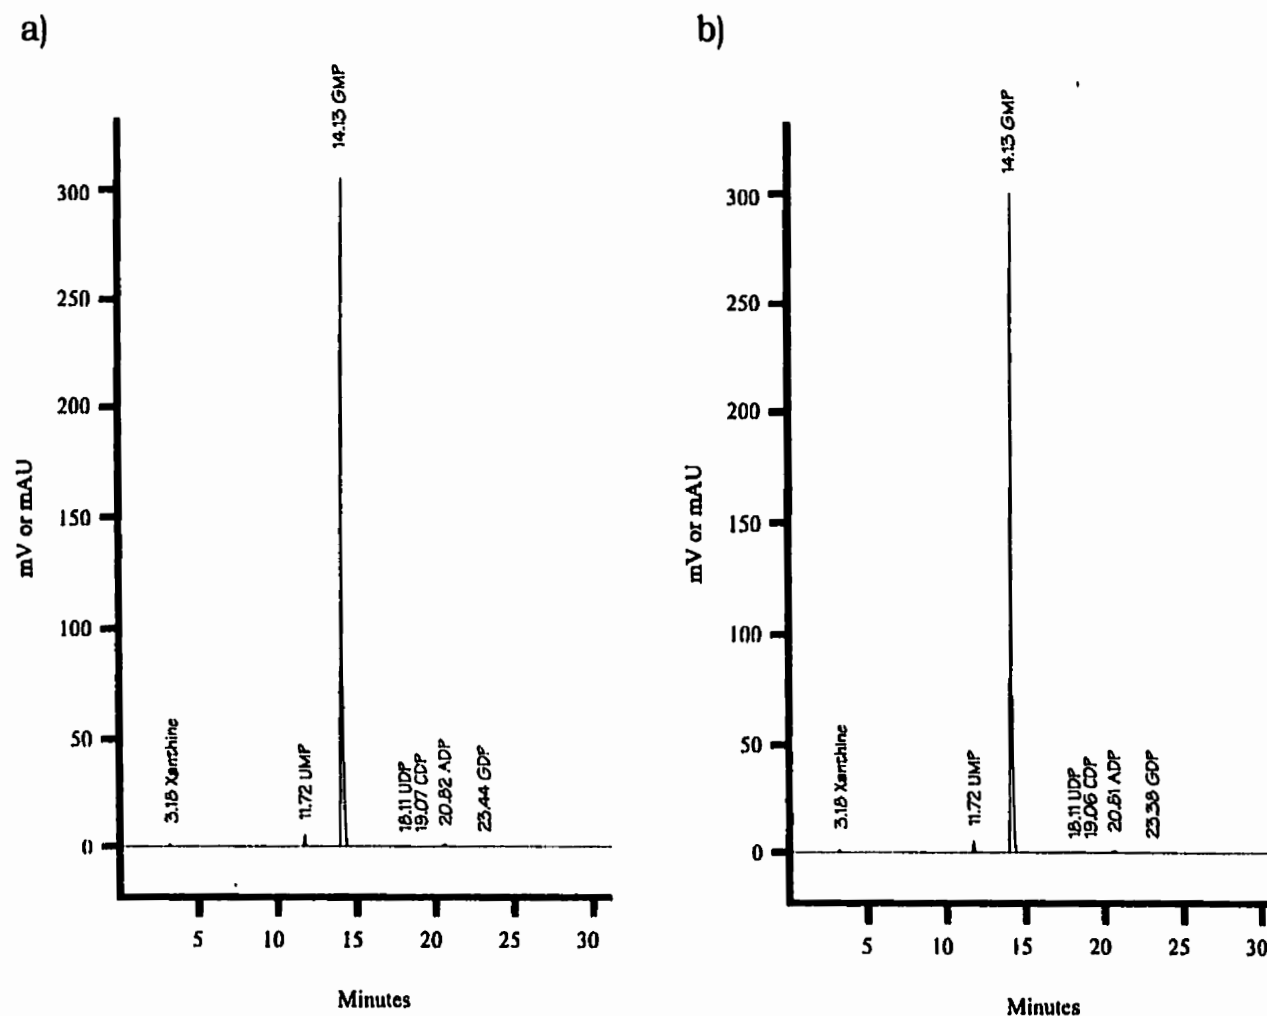 a)
14.13 GMP
300
250
200
150
100
50
0
mV or mAU
3.18 Xanthine
11.72 UMP
18.11 UDP
19.07 CDP
20.82 ADP
23.44 GDP
5 10 15 20 25 30
Minutes
b)
14.13 GMP
300
250
200
150
100
50
0
mV or mAU
3.18 Xanthine
11.72 UMP
18.11 UDP
19.06 CDP
20.81 ADP
23.38 GDP
5 10 15 20 25 30
Minutes